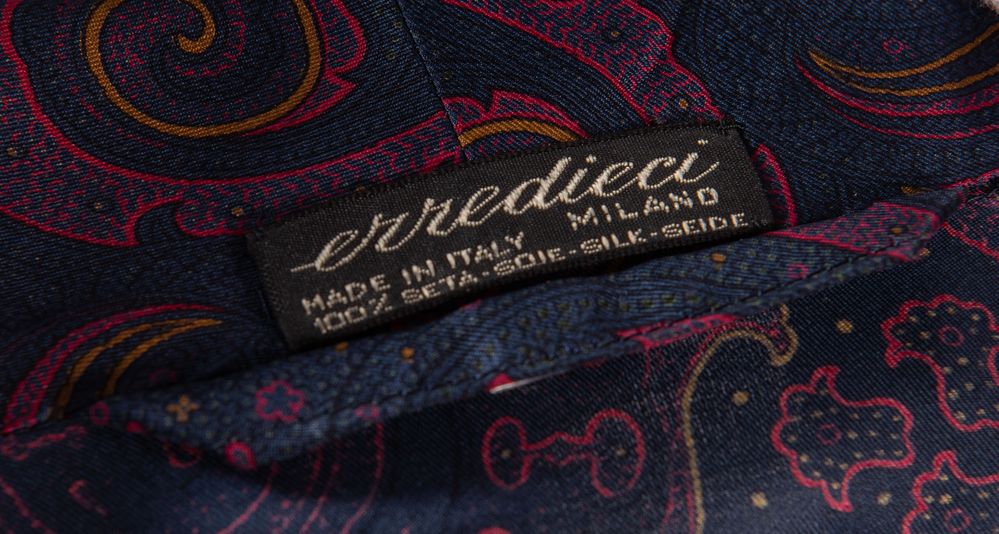 erredieci
MILANO
MADE IN ITALY
100% SETA-SOIE-SILK-SEIDE